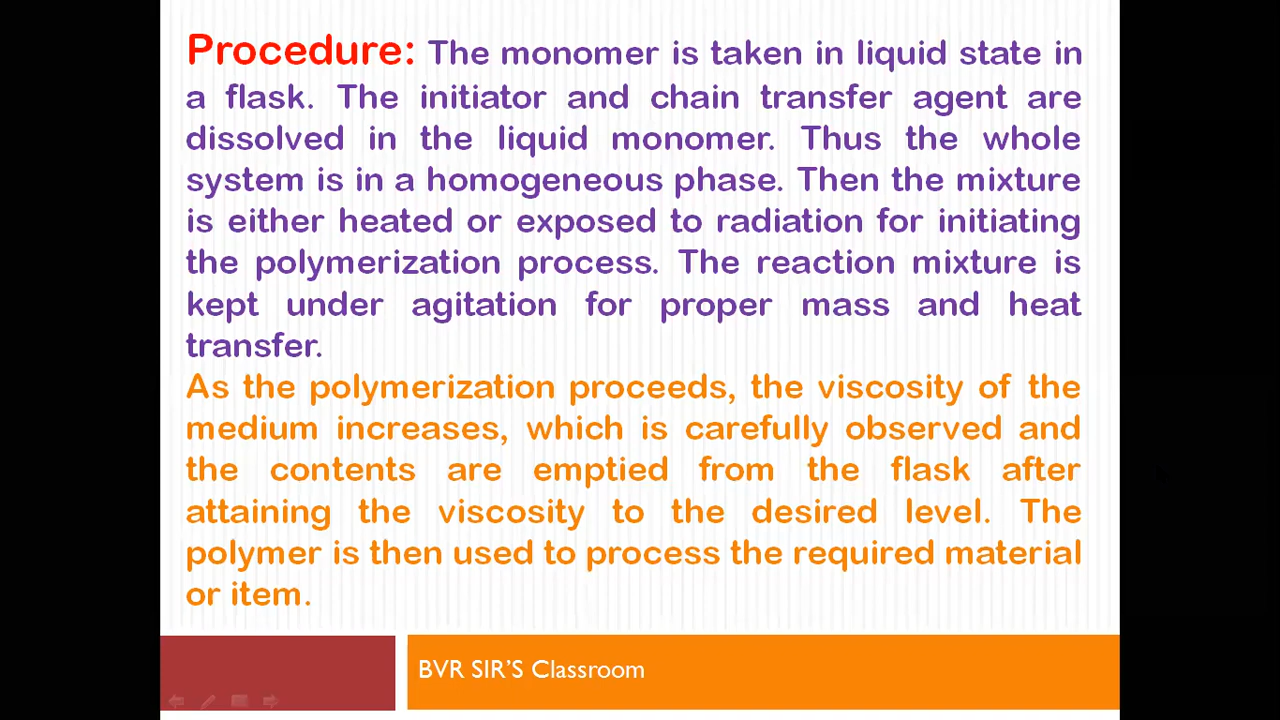 Procedure: The monomer is taken in liquid state in
a flask. The initiator and chain transfer agent are
dissolved in the liquid monomer. Thus the whole
system is in a homogeneous phase. Then the mixture
is either heated or exposed to radiation for initiating
the polymerization process. The reaction mixture is
kept under agitation for proper mass and heat
transfer.
As the polymerization proceeds, the viscosity of the
medium increases, which is carefully observed and
the contents are emptied from the flask after
attaining the viscosity to the desired level. The
polymer is then used to process the required material
or item.
BVR SIR'S Classroom